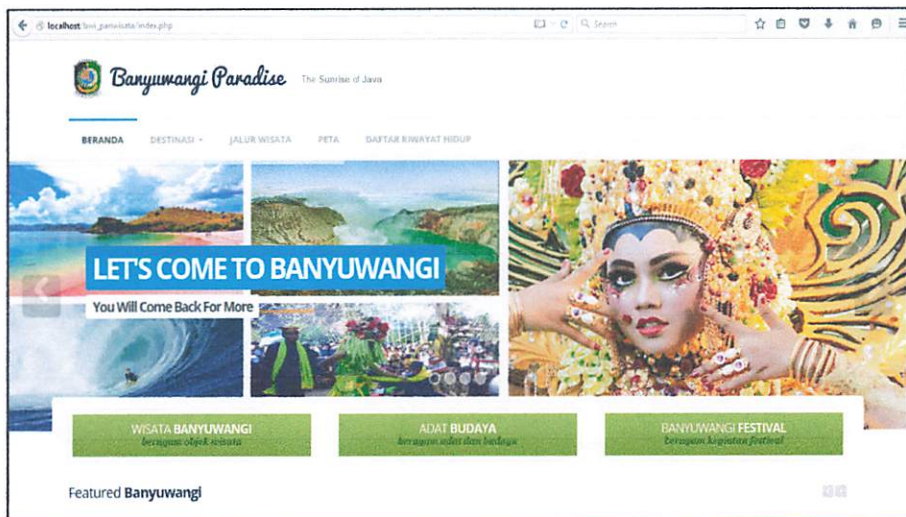 localhost/bwi_pariwisata/index.php
Search
Banyuwangi Paradise The Sunrise of Java
BERANDA DESTINASI JALUR WISATA PETA DAFTAR RIWAYAT HIDUP
LET'S COME TO BANYUWANGI
You Will Come Back For More
WISATA BANYUWANGI
beragam objek wisata
ADAT BUDAYA
beragam adat dan budaya
BANYUWANGI FESTIVAL
beragam kegiatan festival
Featured Banyuwangi